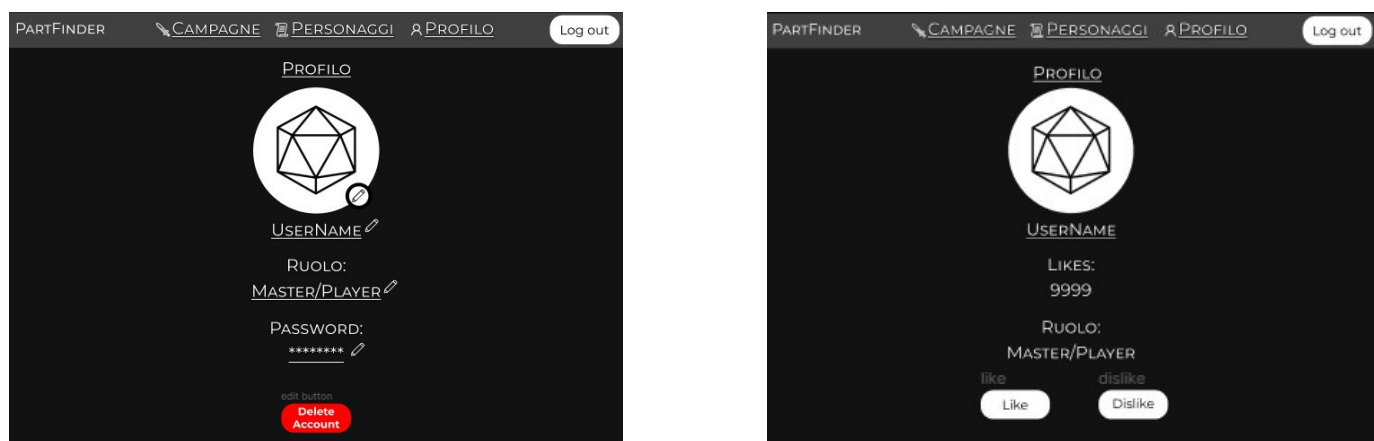 PartFinder Campagne Personaggi Profilo Log out
Profilo
UserName
Ruolo:
Master/Player
Password:
********
edit button
Delete
Account
PartFinder Campagne Personaggi Profilo Log out
Profilo
UserName
Likes:
9999
Ruolo:
Master/Player
like dislike
Like Dislike